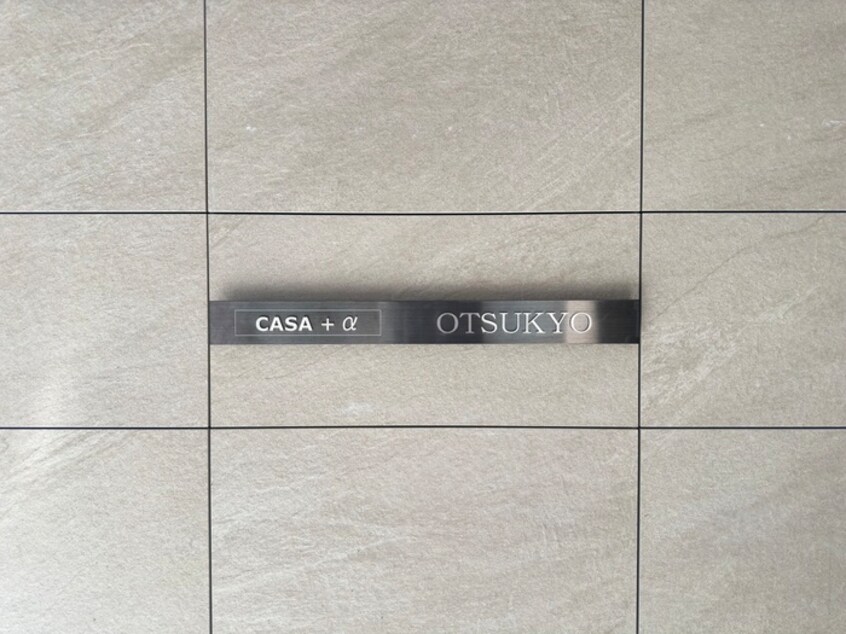 CASA + α OTSUKYO